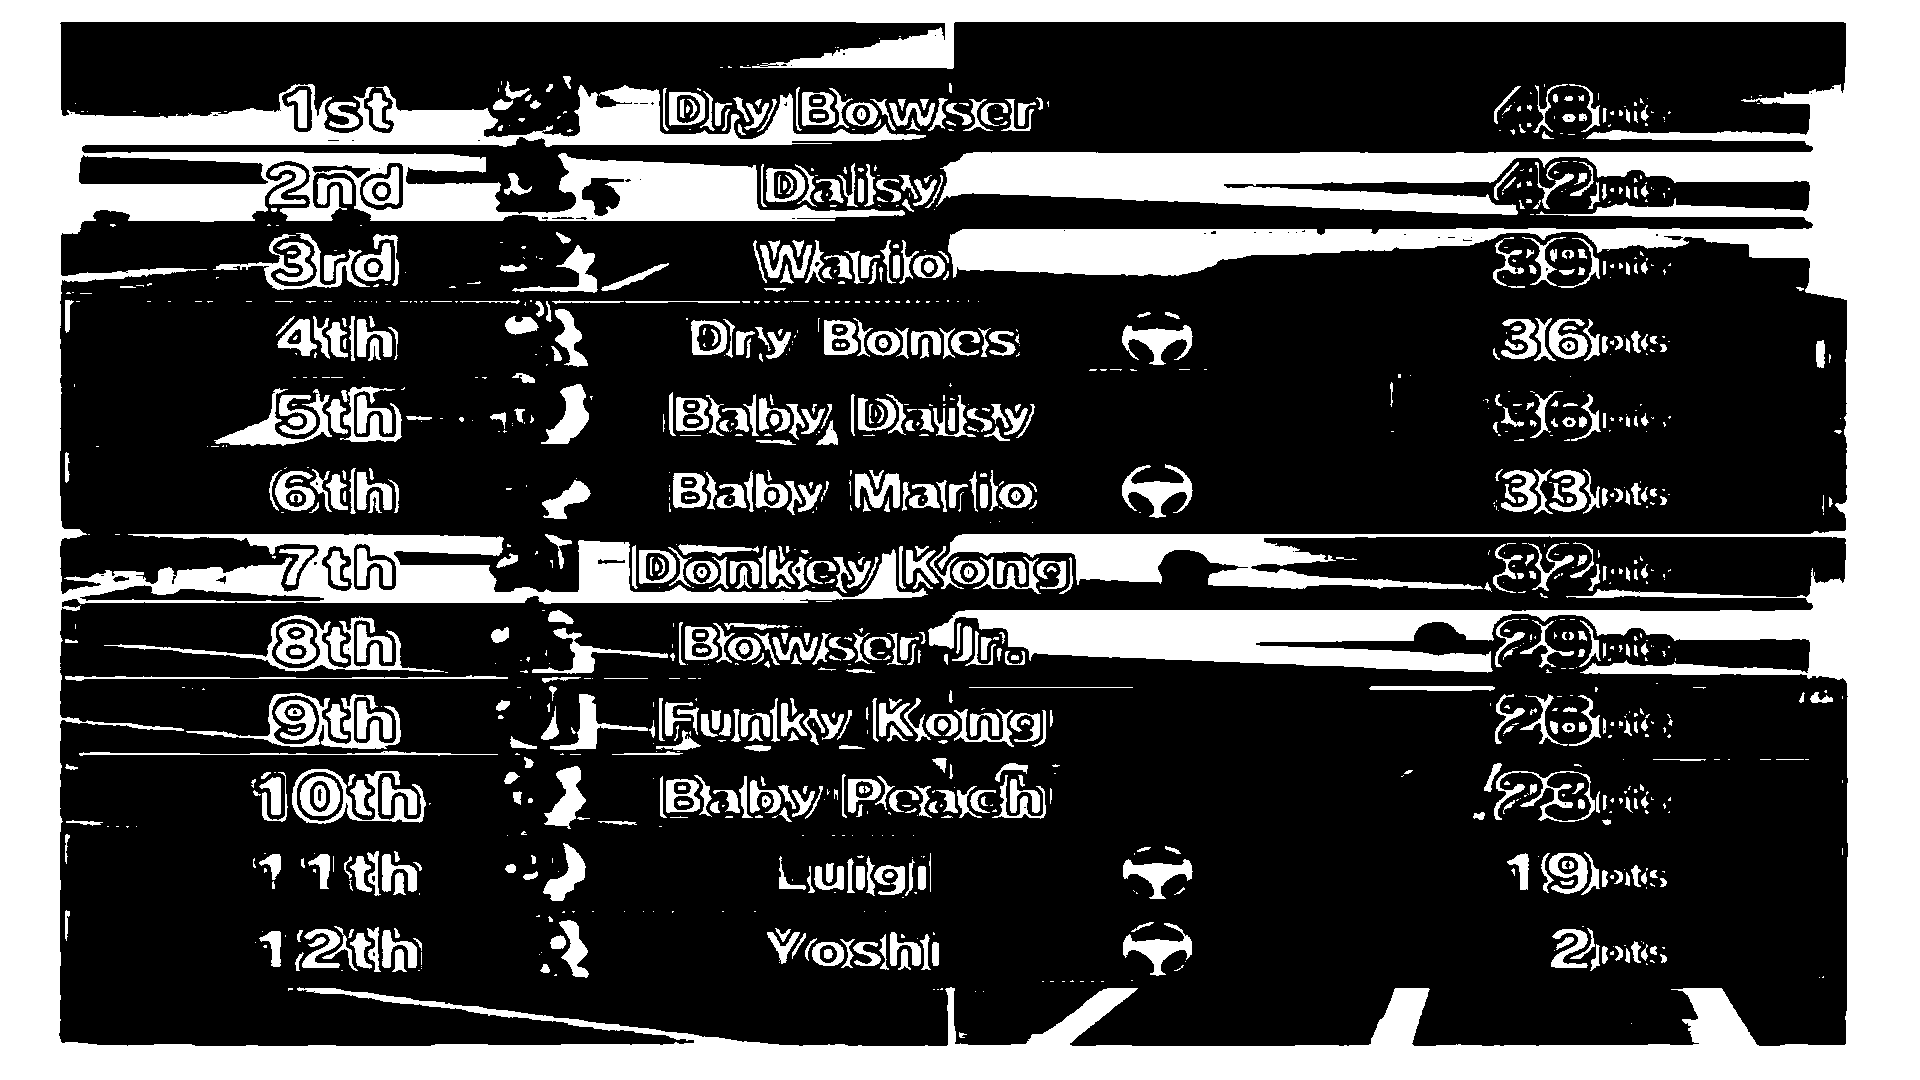 1st Dry Bowser 48pts
2nd Daisy 42pts
3rd Wario 39pts
4th Dry Bones 36pts
5th Baby Daisy 36pts
6th Baby Mario 33pts
7th Donkey Kong 32pts
8th Bowser Jr. 29pts
9th Funky Kong 26pts
10th Baby Peach 23pts
11th Luigi 19pts
12th Yoshi 2pts